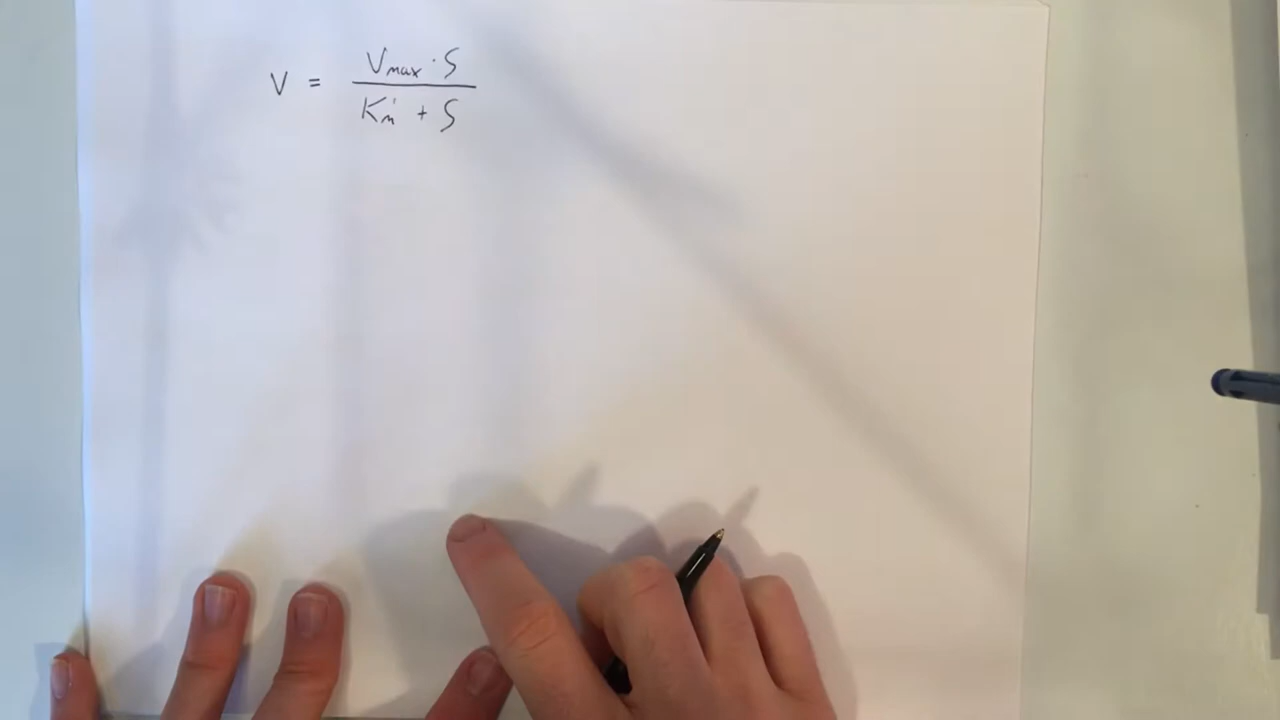 V = Vmax · S
Km' + S